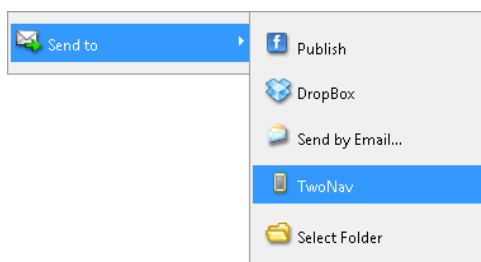 Send to
Publish
DropBox
Send by Email...
TwoNav
Select Folder